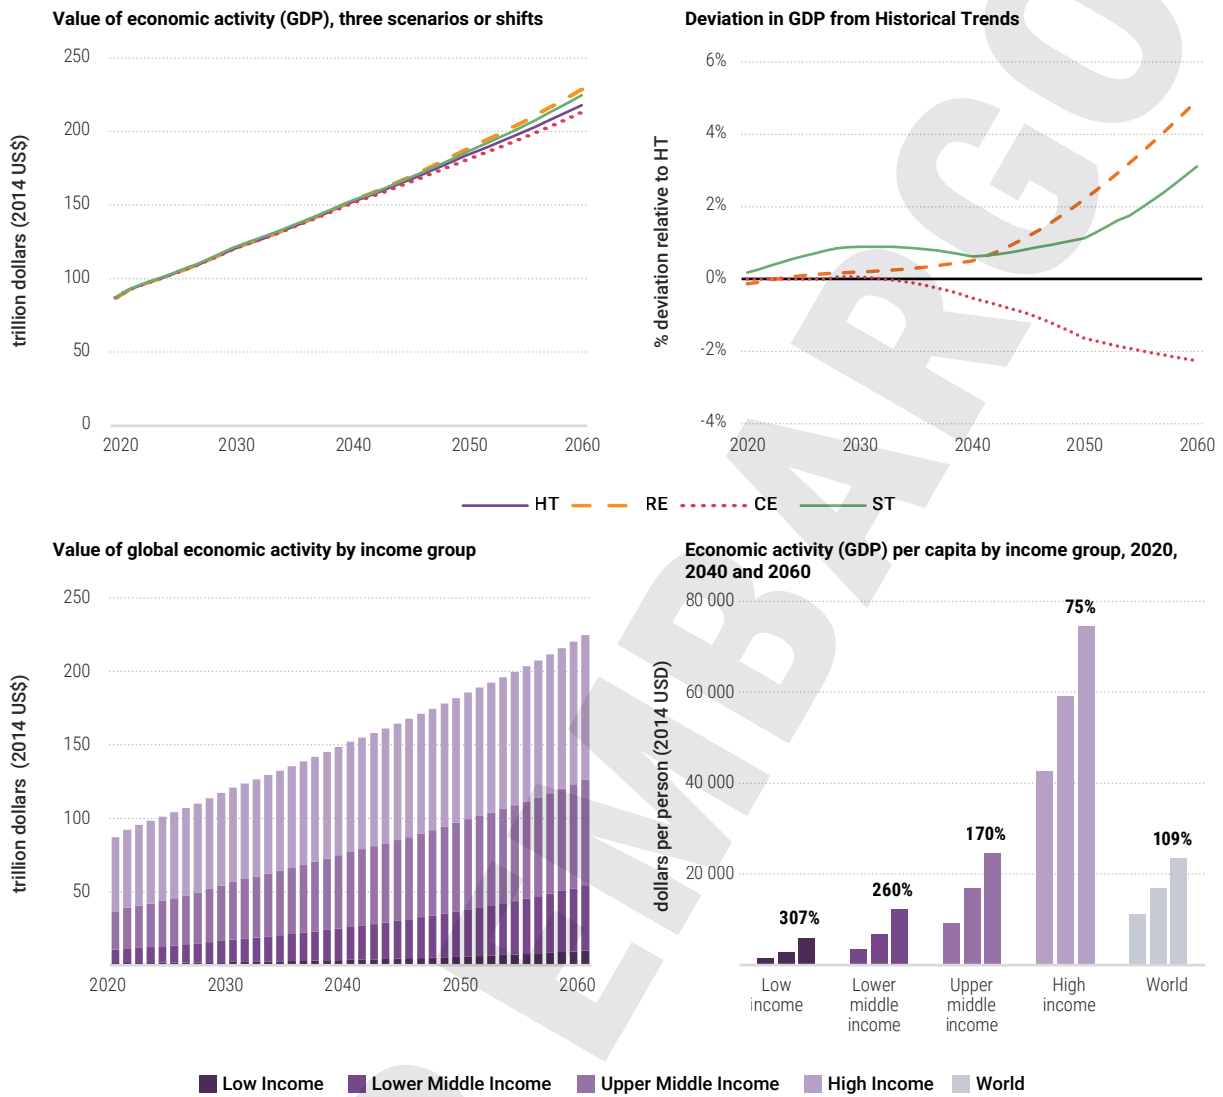 Value of economic activity (GDP), three scenarios or shifts
250
200
150
100
50
0
trillion dollars (2014 US$)
2020 2030 2040 2050 2060
Deviation in GDP from Historical Trends
6%
4%
2%
0%
-2%
-4%
% deviation relative to HT
2020 2030 2040 2050 2060
HT RE CE ST
Value of global economic activity by income group
250
200
150
100
50
trillion dollars (2014 US$)
2020 2030 2040 2050 2060
Economic activity (GDP) per capita by income group, 2020,
2040 and 2060
80 000
60 000
40 000
20 000
dollars per person (2014 USD)
307%
260%
170%
75%
109%
Low
income
Lower
middle
income
Upper
middle
income
High
income
World
Low Income Lower Middle Income Upper Middle Income High Income World
EMBARGO